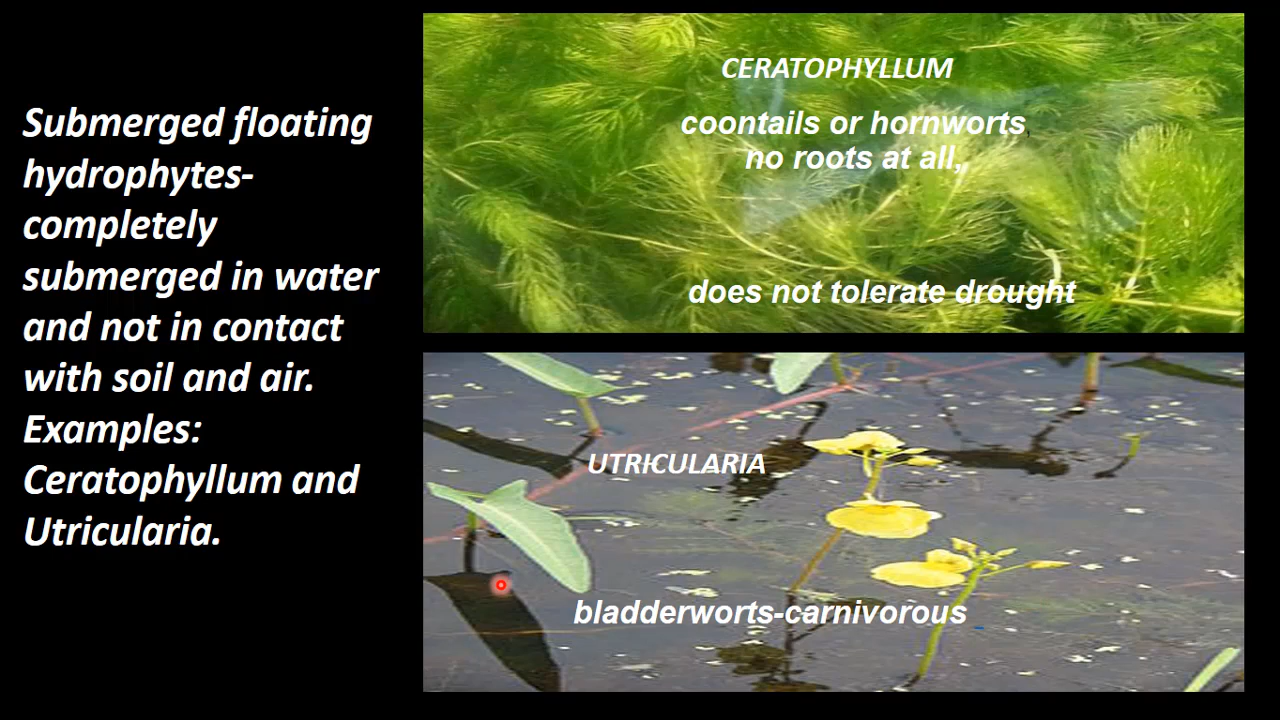 Submerged floating
hydrophytes-
completely
submerged in water
and not in contact
with soil and air.
Examples:
Ceratophyllum and
Utricularia.
CERATOPHYLLUM
coontails or hornworts,
no roots at all,
does not tolerate drought
UTRICULARIA
bladderworts-carnivorous